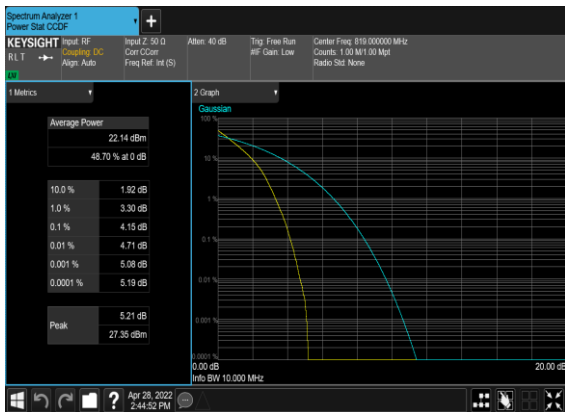 Spectrum Analyzer 1
Power Stat CCDF
KEYSIGHT
RLT
LXI
Input: RF
Coupling: DC
Align: Auto
Input Z: 50 Ω
Corr CCorr
Freq Ref: Int (S)
Atten: 40 dB
Trig: Free Run
#IF Gain: Low
Center Freq: 819.000000 MHz
Counts: 1.00 M/1.00 Mpt
Radio Std: None
1 Metrics
Average Power
22.14 dBm
48.70 % at 0 dB
10.0 % 1.92 dB
1.0 % 3.30 dB
0.1 % 4.15 dB
0.01 % 4.71 dB
0.001 % 5.08 dB
0.0001 % 5.19 dB
Peak
5.21 dB
27.35 dBm
2 Graph
Gaussian
100 %
10 %
1 %
0.1 %
0.01 %
0.001 %
0.0001 %
0.00 dB
20.00 dB
Info BW 10.000 MHz
?
Apr 28, 2022
2:44:52 PM